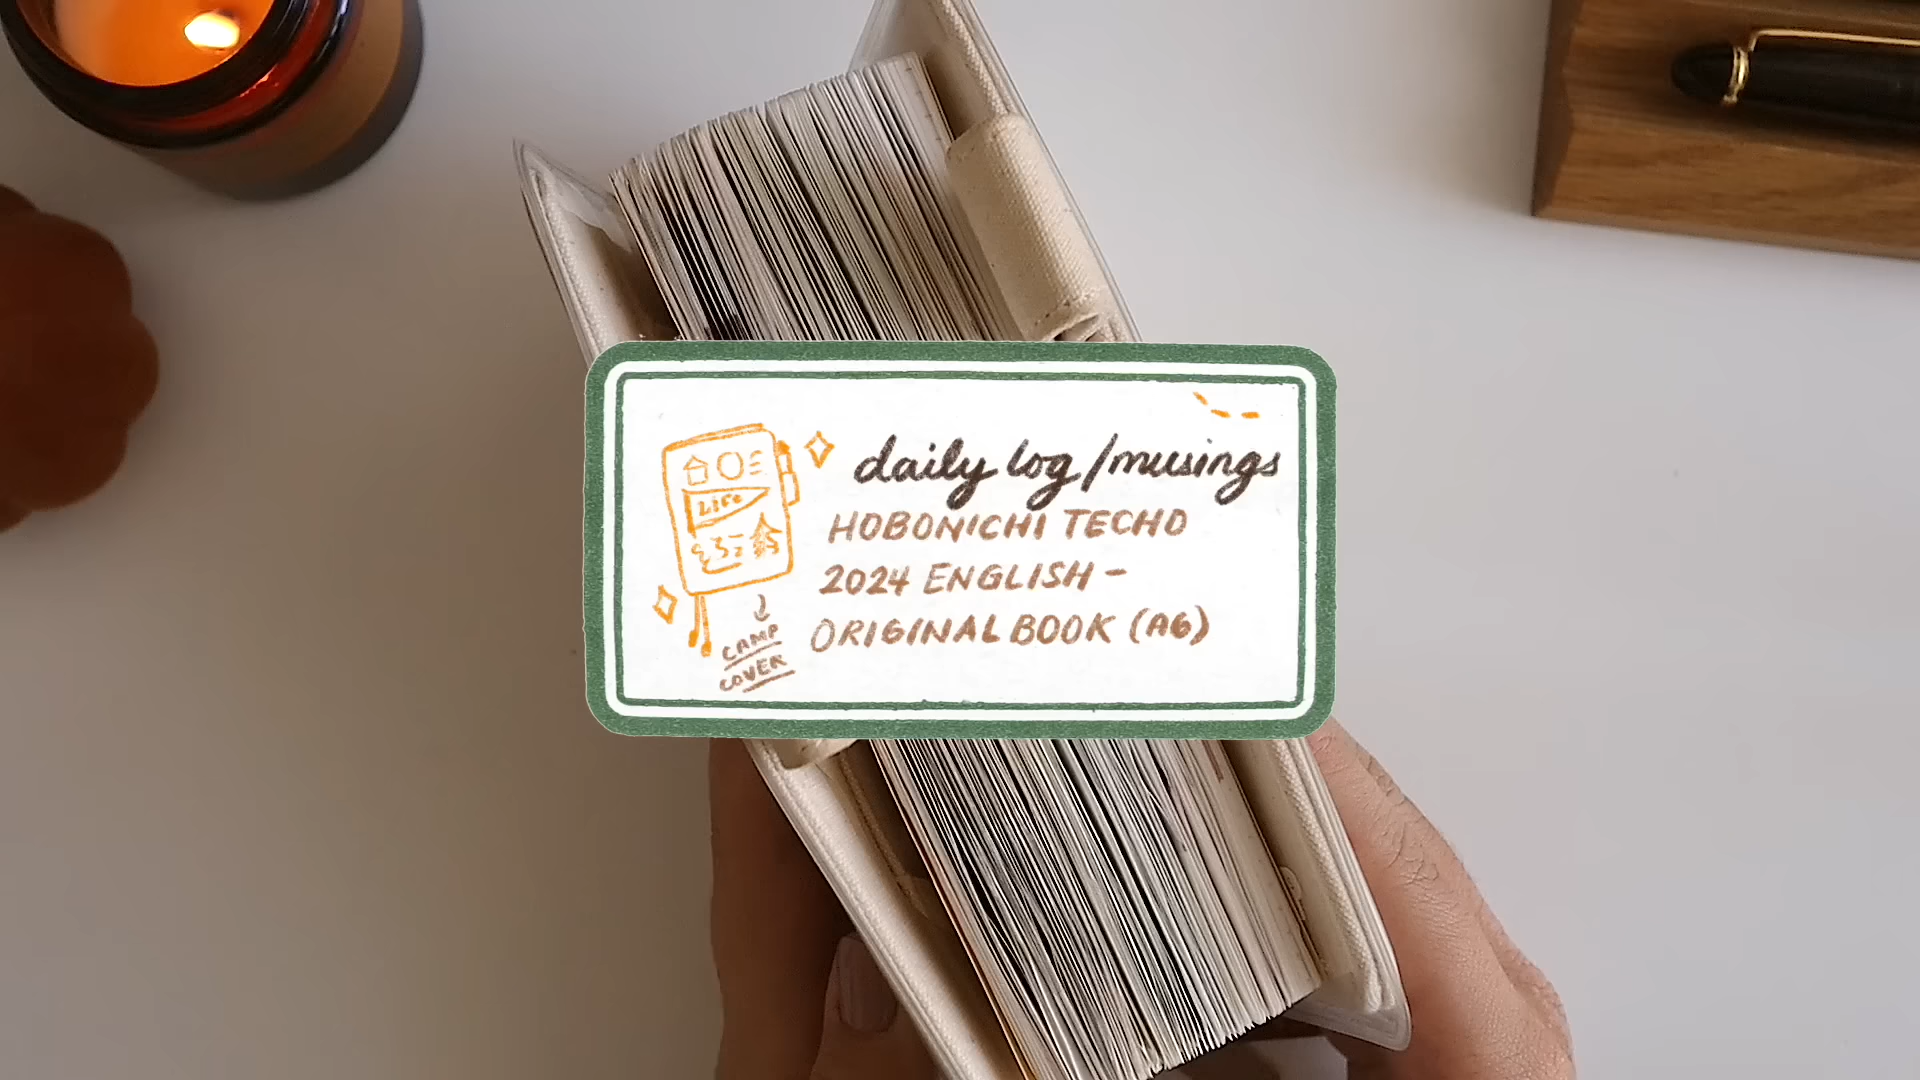 daily log/musings
HOBONICHI TECHO
2024 ENGLISH -
ORIGINAL BOOK (A6)
LIFE
CAMP
COVER